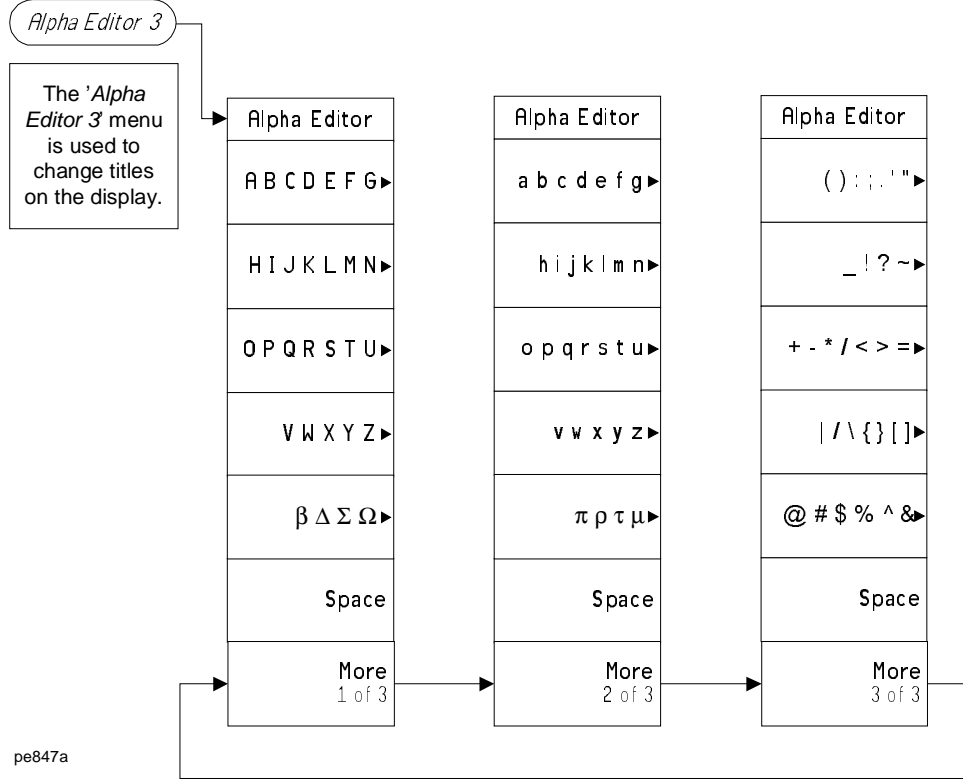 Alpha Editor 3
The 'Alpha
Editor 3' menu
is used to
change titles
on the display.
Alpha Editor
A B C D E F G▶
H I J K L M N▶
O P Q R S T U▶
V W X Y Z▶
β Δ Σ Ω▶
Space
More
1 of 3
Alpha Editor
a b c d e f g▶
h i j k l m n▶
o p q r s t u▶
v w x y z▶
π ρ τ μ▶
Space
More
2 of 3
Alpha Editor
( ) : ; . ' "▶
_ ! ? ~▶
+ - * / < > =▶
| / \ { } [ ]▶
@ # $ % ^ &▶
Space
More
3 of 3
pe847a